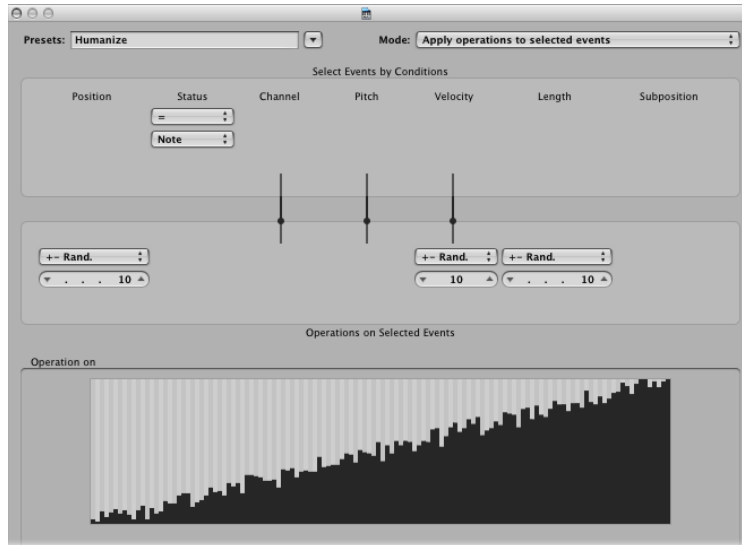 Presets: Humanize Mode: Apply operations to selected events
Select Events by Conditions
Position Status Channel Pitch Velocity Length Subposition
=
Note
+- Rand. +- Rand. +- Rand.
. . . 10 10 . . . 10
Operations on Selected Events
Operation on